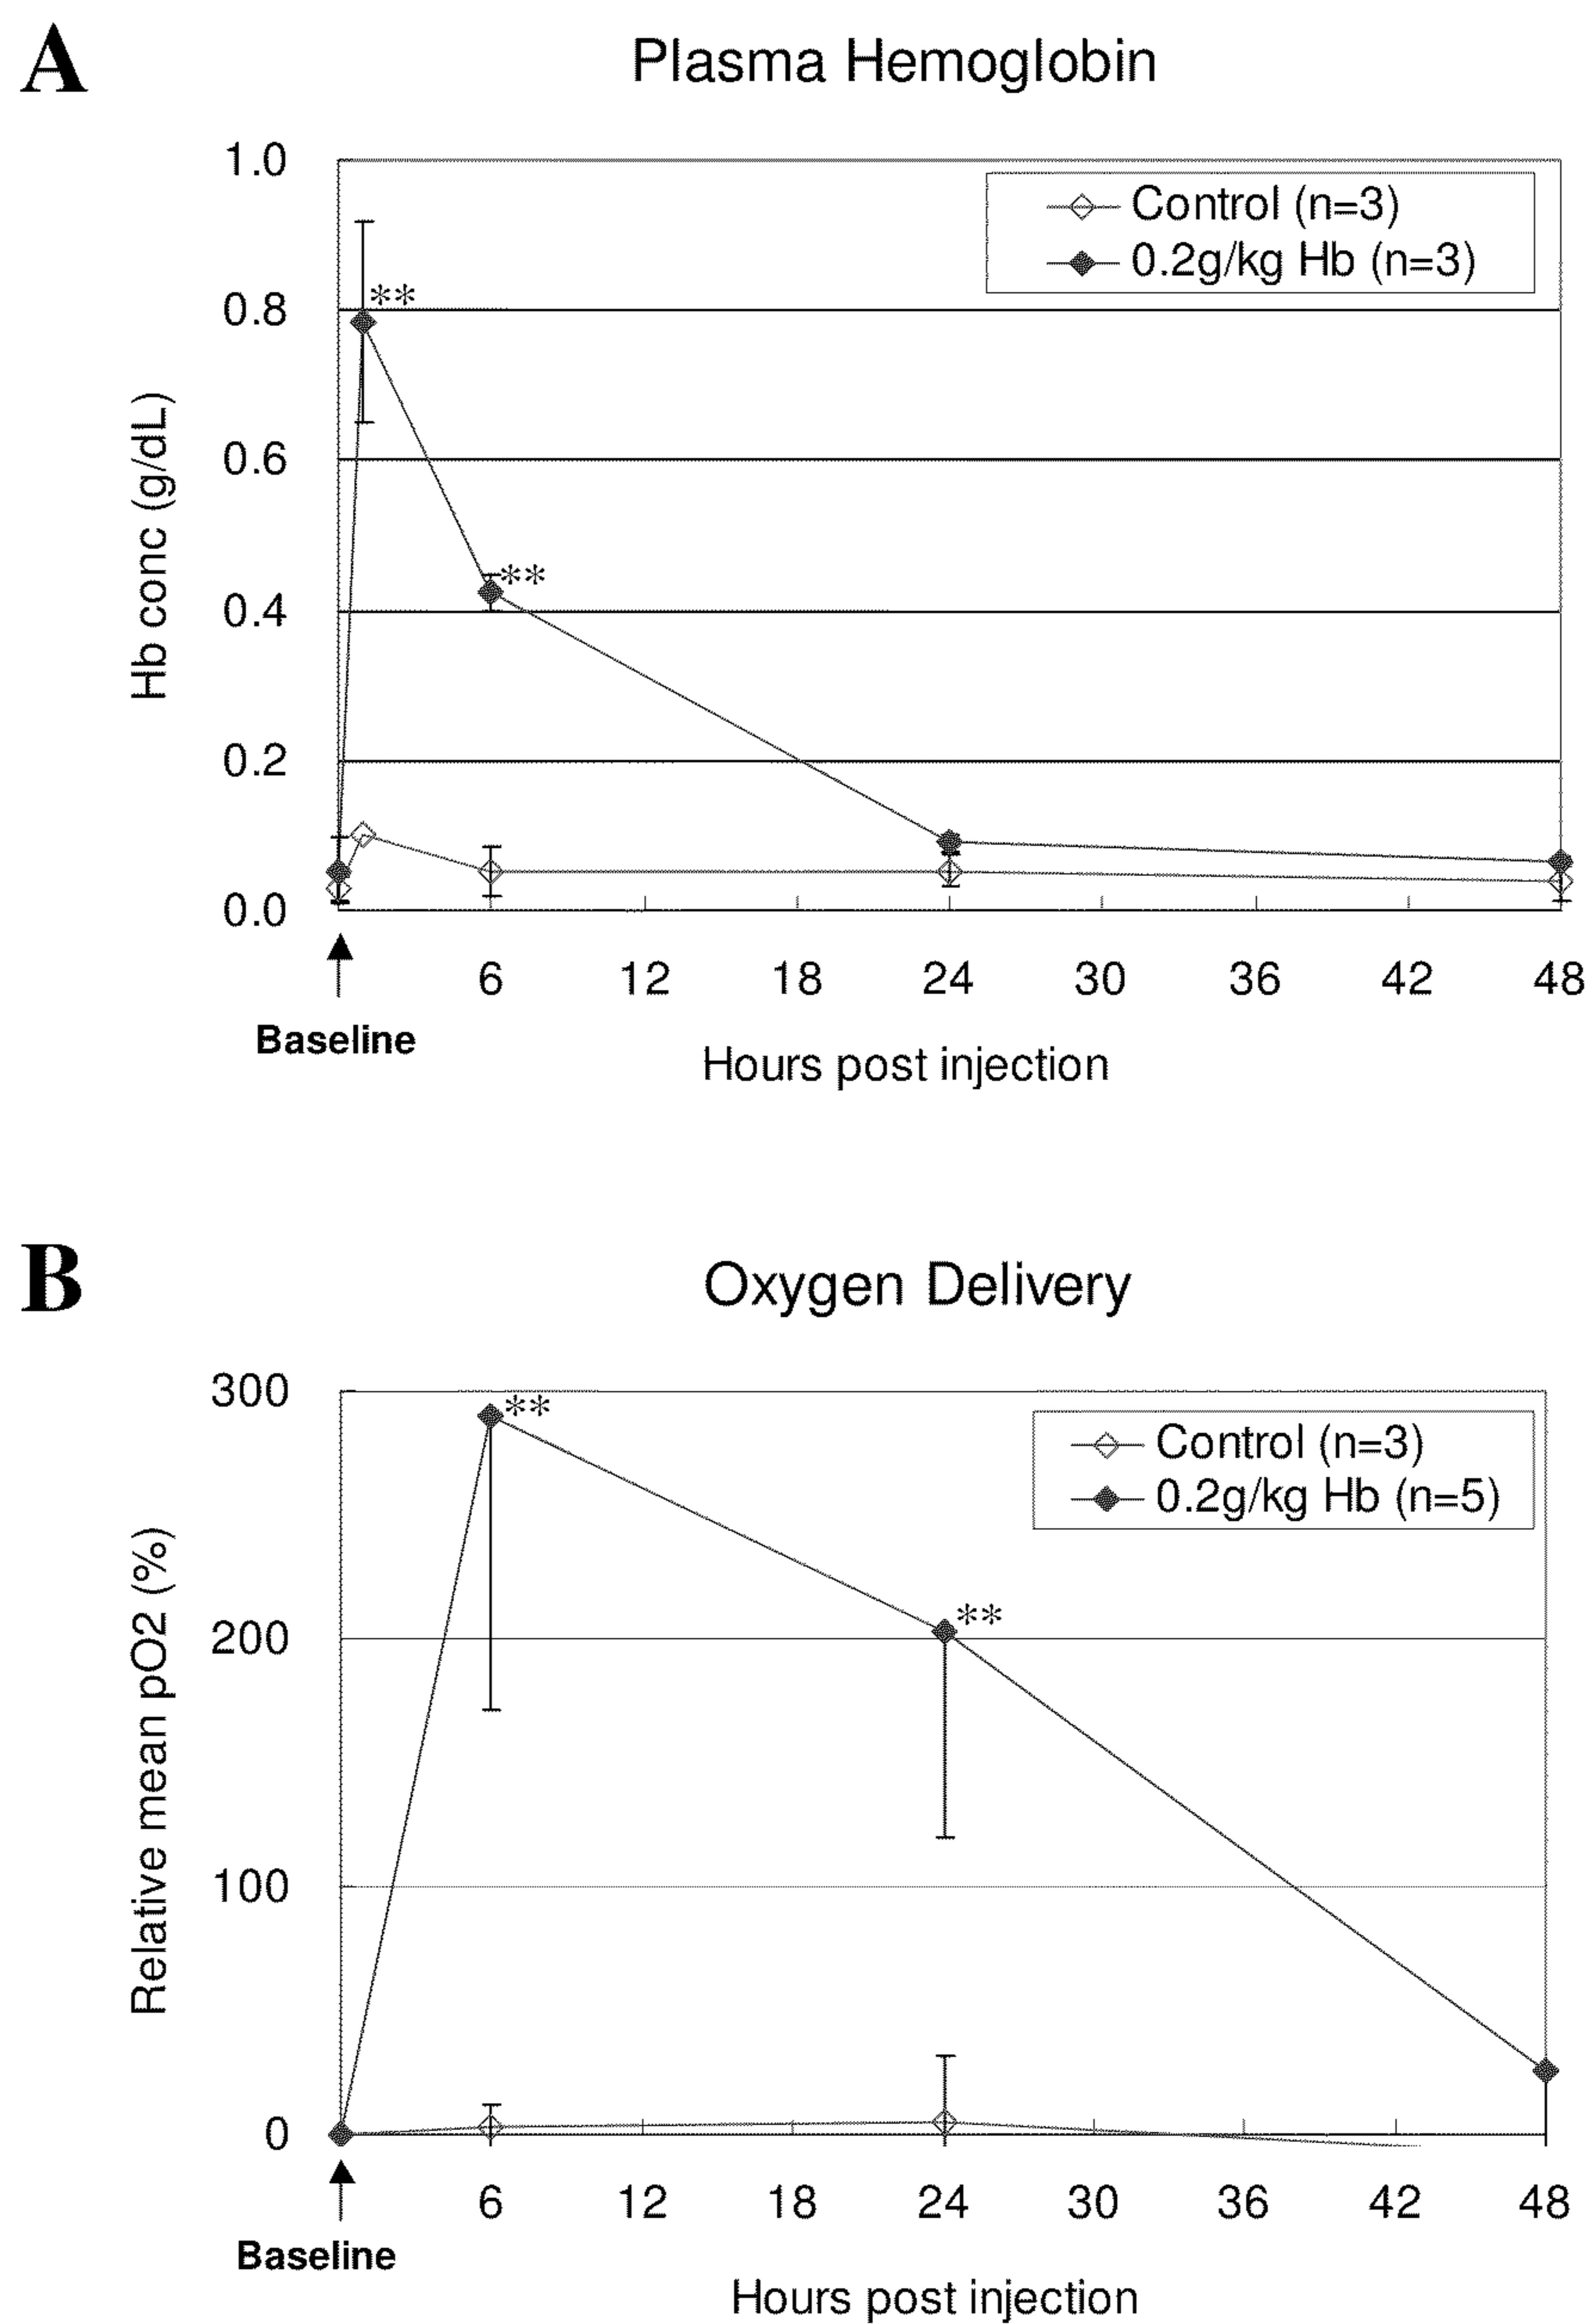 A
Plasma Hemoglobin
1.0
Control (n=3)
0.2g/kg Hb (n=3)
**
0.8
0.6
**
0.4
0.2
0.0
Hb conc (g/dL)
6 12 18 24 30 36 42 48
Baseline
Hours post injection
B
Oxygen Delivery
300
**
Control (n=3)
0.2g/kg Hb (n=5)
**
200
100
0
Relative mean pO2 (%)
6 12 18 24 30 36 42 48
Baseline
Hours post injection